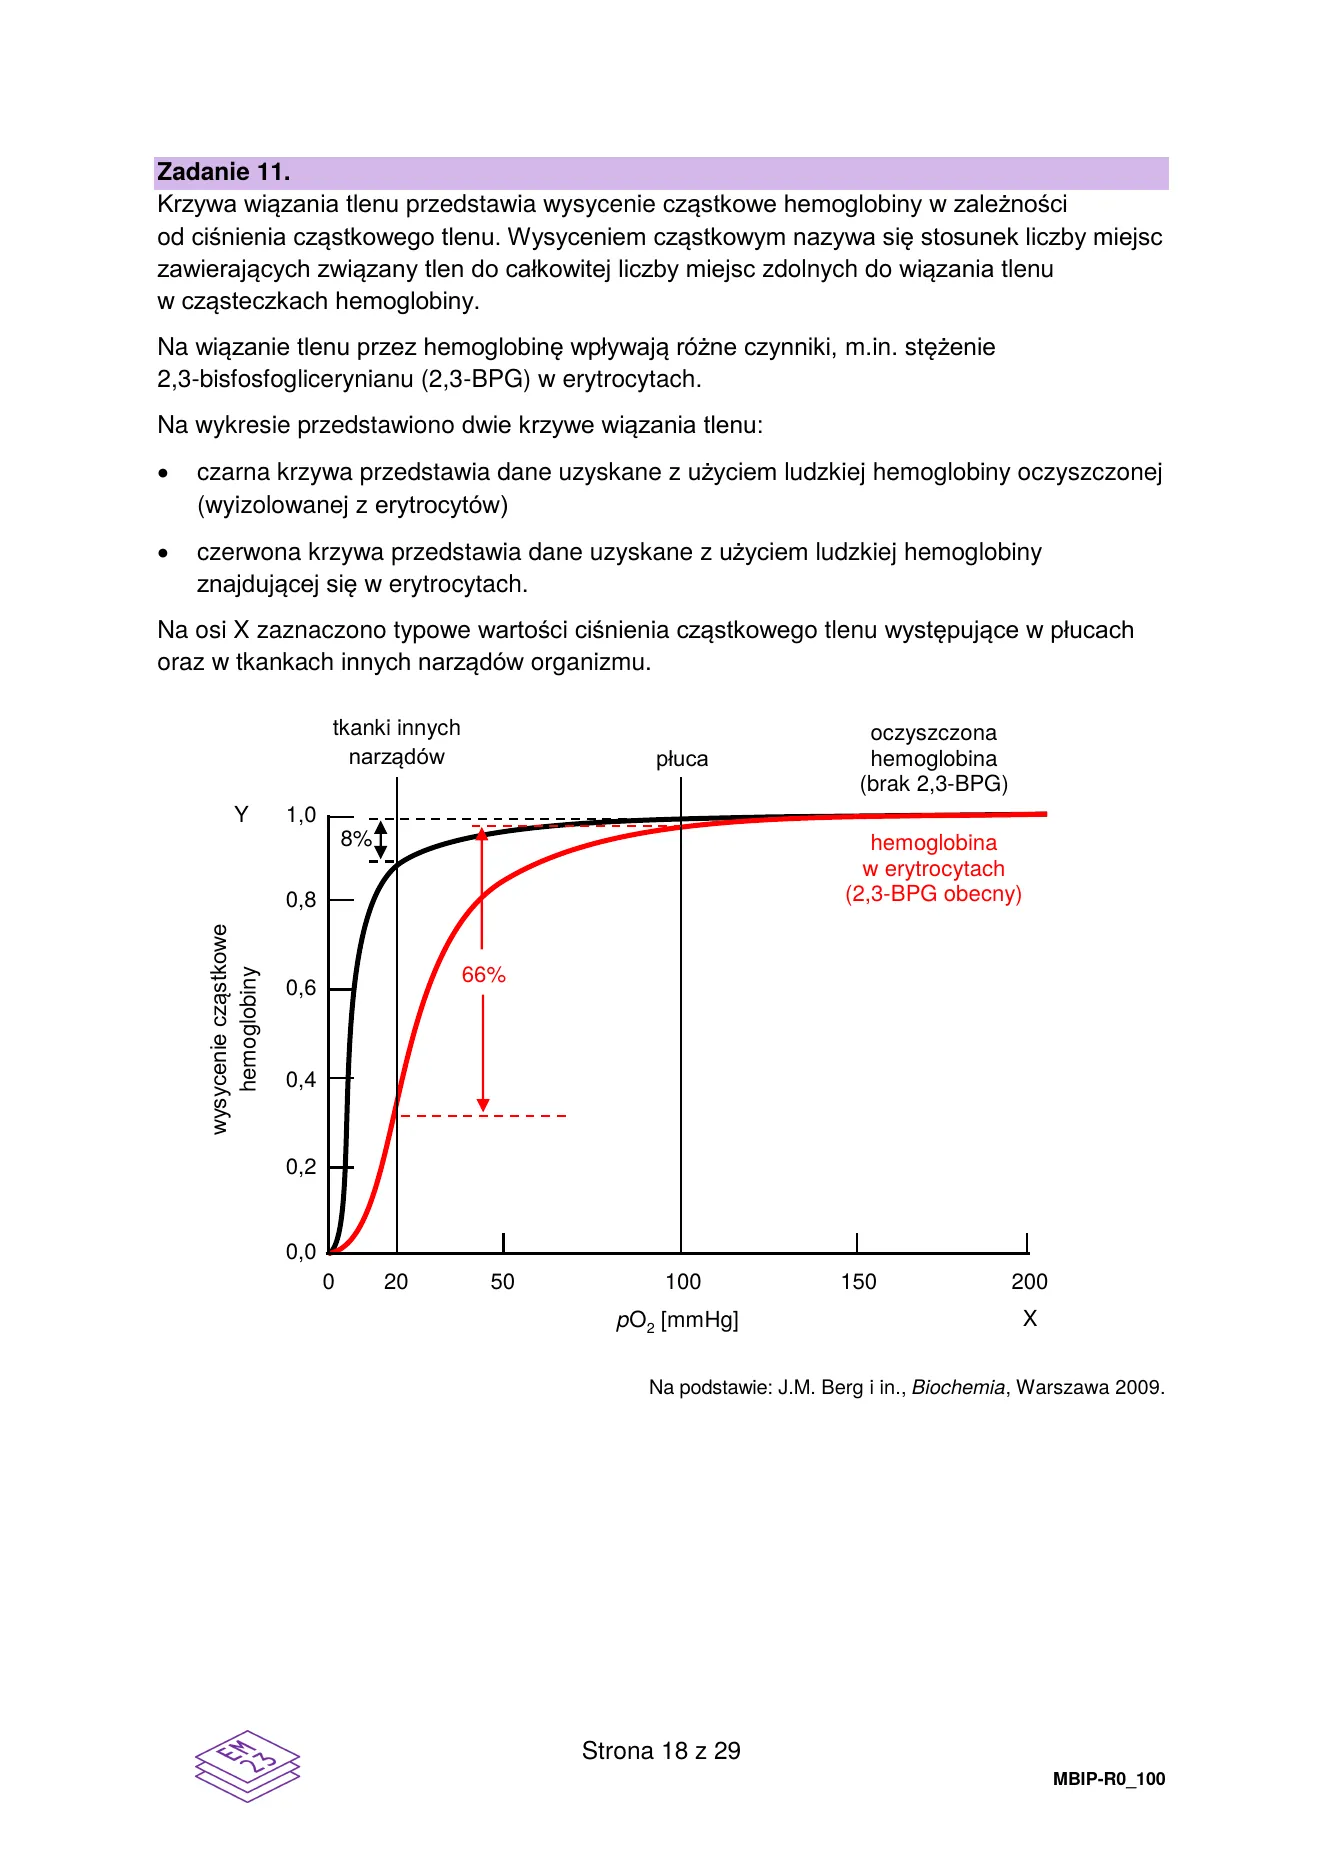 Zadanie 11.
Krzywa wiązania tlenu przedstawia wysycenie cząstkowe hemoglobiny w zależności
od ciśnienia cząstkowego tlenu. Wysyceniem cząstkowym nazywa się stosunek liczby miejsc
zawierających związany tlen do całkowitej liczby miejsc zdolnych do wiązania tlenu
w cząsteczkach hemoglobiny.
Na wiązanie tlenu przez hemoglobinę wpływają różne czynniki, m.in. stężenie
2,3-bisfosfoglicerynianu (2,3-BPG) w erytrocytach.
Na wykresie przedstawiono dwie krzywe wiązania tlenu:
• czarna krzywa przedstawia dane uzyskane z użyciem ludzkiej hemoglobiny oczyszczonej
(wyizolowanej z erytrocytów)
• czerwona krzywa przedstawia dane uzyskane z użyciem ludzkiej hemoglobiny
znajdującej się w erytrocytach.
Na osi X zaznaczono typowe wartości ciśnienia cząstkowego tlenu występujące w płucach
oraz w tkankach innych narządów organizmu.
tkanki innych
narządów
płuca
oczyszczona
hemoglobina
(brak 2,3-BPG)
Y
1,0
8%
hemoglobina
w erytrocytach
(2,3-BPG obecny)
0,8
66%
0,6
0,4
0,2
0,0
wysycenie cząstkowe
hemoglobiny
0 20 50 100 150 200
pO₂ [mmHg]
X
Na podstawie: J.M. Berg i in., Biochemia, Warszawa 2009.
EM
23
Strona 18 z 29
MBIP-R0_100